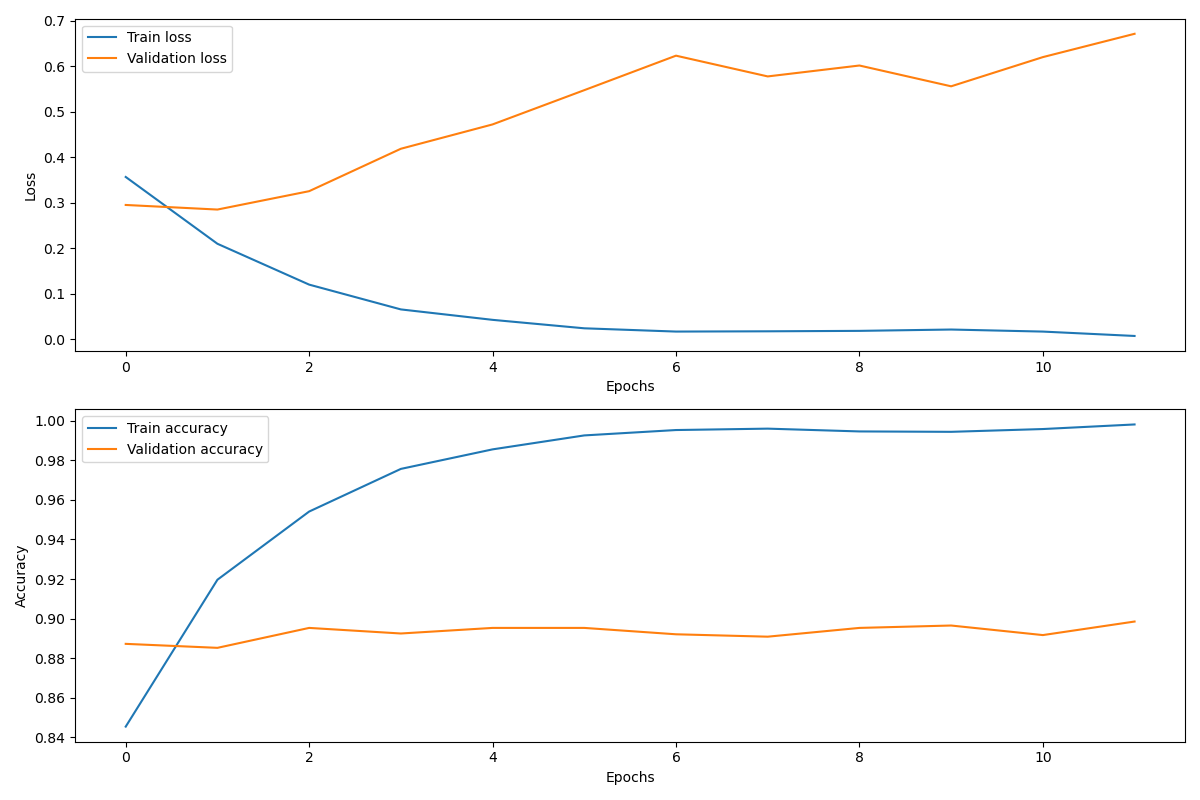 0.7
0.6
0.5
0.4
0.3
0.2
0.1
0.0
Loss
Train loss
Validation loss
0 2 4 6 8 10
Epochs
1.00
0.98
0.96
0.94
0.92
0.90
0.88
0.86
0.84
Accuracy
Train accuracy
Validation accuracy
0 2 4 6 8 10
Epochs